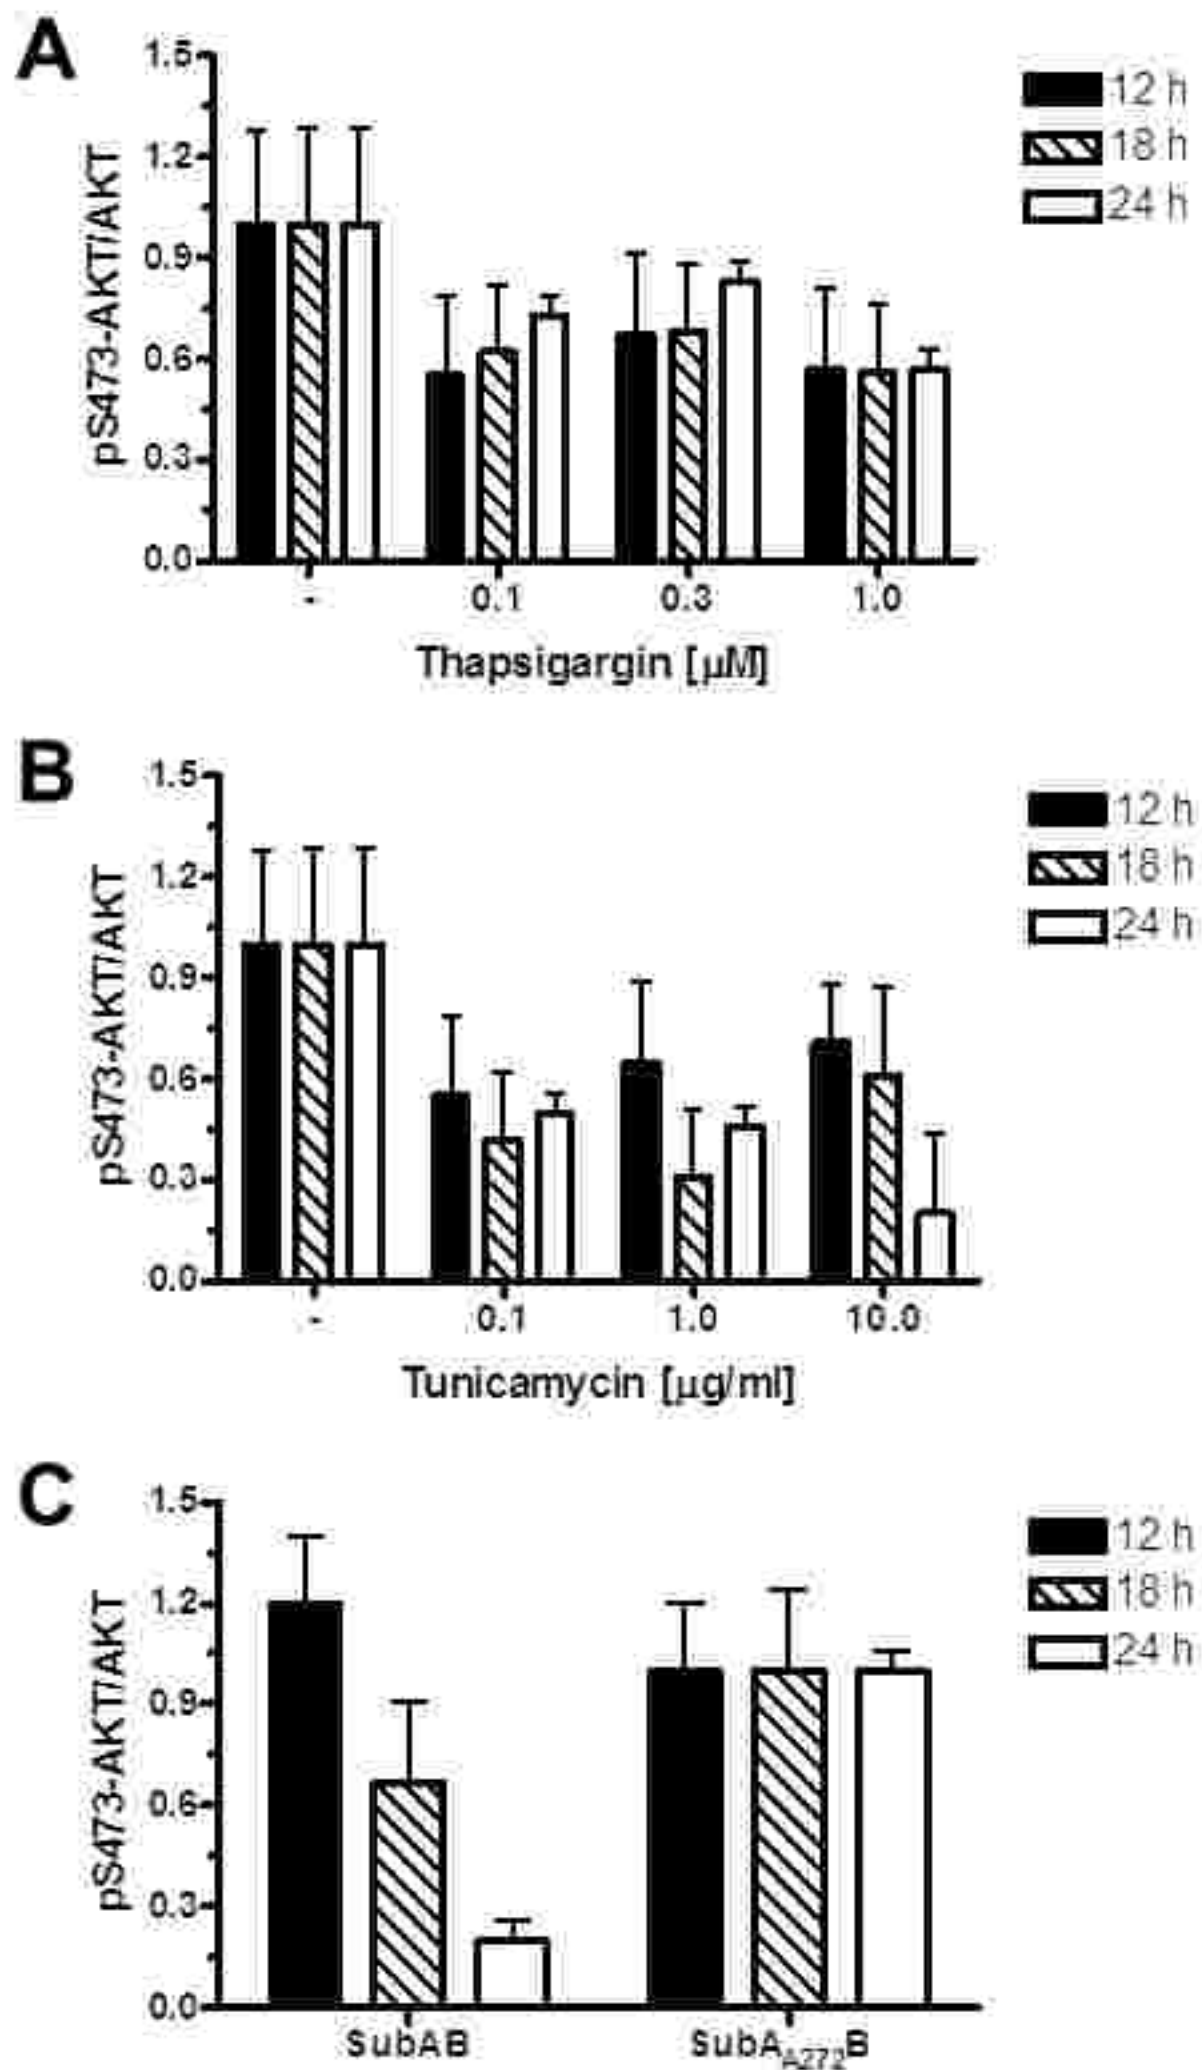 A
1.5
1.2
0.9
0.6
0.3
0.0
pS473-AKT/AKT
12 h
18 h
24 h
- 0.1 0.3 1.0
Thapsigargin [µM]
B
1.5
1.2
0.9
0.6
0.3
0.0
pS473-AKT/AKT
12 h
18 h
24 h
- 0.1 1.0 10.0
Tunicamycin [µg/ml]
C
1.5
1.2
0.9
0.6
0.3
0.0
pS473-AKT/AKT
12 h
18 h
24 h
SubAB SubA_A272B